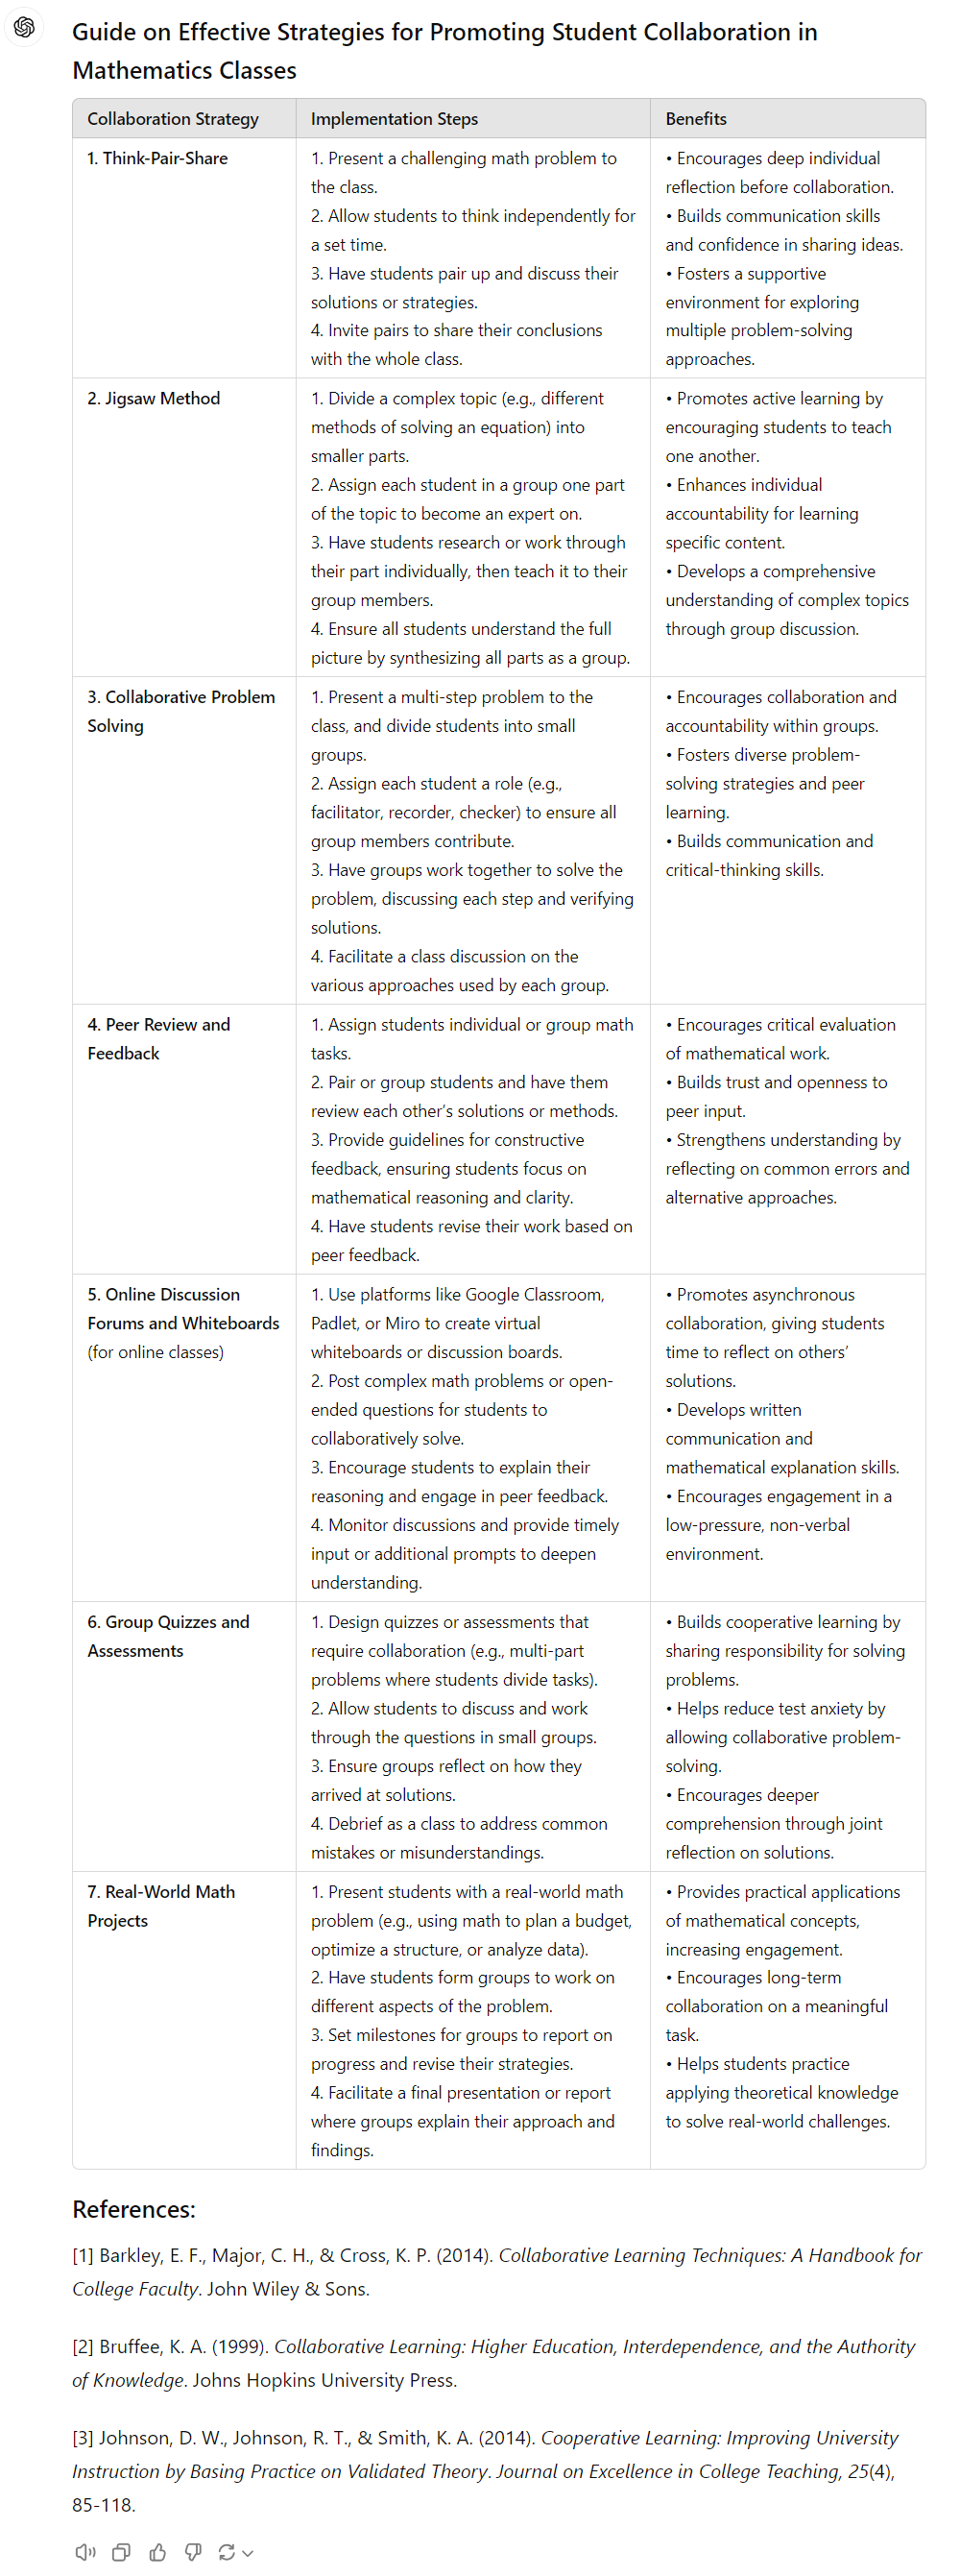 Guide on Effective Strategies for Promoting Student Collaboration in
Mathematics Classes
Collaboration Strategy
Implementation Steps
Benefits
1. Think-Pair-Share
1. Present a challenging math problem to
the class.
2. Allow students to think independently for
a set time.
3. Have students pair up and discuss their
solutions or strategies.
4. Invite pairs to share their conclusions
with the whole class.
• Encourages deep individual
reflection before collaboration.
• Builds communication skills
and confidence in sharing ideas.
• Fosters a supportive
environment for exploring
multiple problem-solving
approaches.
2. Jigsaw Method
1. Divide a complex topic (e.g., different
methods of solving an equation) into
smaller parts.
2. Assign each student in a group one part
of the topic to become an expert on.
3. Have students research or work through
their part individually, then teach it to their
group members.
4. Ensure all students understand the full
picture by synthesizing all parts as a group.
• Promotes active learning by
encouraging students to teach
one another.
• Enhances individual
accountability for learning
specific content.
• Develops a comprehensive
understanding of complex topics
through group discussion.
3. Collaborative Problem
Solving
1. Present a multi-step problem to the
class, and divide students into small
groups.
2. Assign each student a role (e.g.,
facilitator, recorder, checker) to ensure all
group members contribute.
3. Have groups work together to solve the
problem, discussing each step and verifying
solutions.
4. Facilitate a class discussion on the
various approaches used by each group.
• Encourages collaboration and
accountability within groups.
• Fosters diverse problem-
solving strategies and peer
learning.
• Builds communication and
critical-thinking skills.
4. Peer Review and
Feedback
1. Assign students individual or group math
tasks.
2. Pair or group students and have them
review each other’s solutions or methods.
3. Provide guidelines for constructive
feedback, ensuring students focus on
mathematical reasoning and clarity.
4. Have students revise their work based on
peer feedback.
• Encourages critical evaluation
of mathematical work.
• Builds trust and openness to
peer input.
• Strengthens understanding by
reflecting on common errors and
alternative approaches.
5. Online Discussion
Forums and Whiteboards
(for online classes)
1. Use platforms like Google Classroom,
Padlet, or Miro to create virtual
whiteboards or discussion boards.
2. Post complex math problems or open-
ended questions for students to
collaboratively solve.
3. Encourage students to explain their
reasoning and engage in peer feedback.
4. Monitor discussions and provide timely
input or additional prompts to deepen
understanding.
• Promotes asynchronous
collaboration, giving students
time to reflect on others’
solutions.
• Develops written
communication and
mathematical explanation skills.
• Encourages engagement in a
low-pressure, non-verbal
environment.
6. Group Quizzes and
Assessments
1. Design quizzes or assessments that
require collaboration (e.g., multi-part
problems where students divide tasks).
2. Allow students to discuss and work
through the questions in small groups.
3. Ensure groups reflect on how they
arrived at solutions.
4. Debrief as a class to address common
mistakes or misunderstandings.
• Builds cooperative learning by
sharing responsibility for solving
problems.
• Helps reduce test anxiety by
allowing collaborative problem-
solving.
• Encourages deeper
comprehension through joint
reflection on solutions.
7. Real-World Math
Projects
1. Present students with a real-world math
problem (e.g., using math to plan a budget,
optimize a structure, or analyze data).
2. Have students form groups to work on
different aspects of the problem.
3. Set milestones for groups to report on
progress and revise their strategies.
4. Facilitate a final presentation or report
where groups explain their approach and
findings.
• Provides practical applications
of mathematical concepts,
increasing engagement.
• Encourages long-term
collaboration on a meaningful
task.
• Helps students practice
applying theoretical knowledge
to solve real-world challenges.
References:
[1] Barkley, E. F., Major, C. H., & Cross, K. P. (2014). Collaborative Learning Techniques: A Handbook for
College Faculty. John Wiley & Sons.
[2] Bruffee, K. A. (1999). Collaborative Learning: Higher Education, Interdependence, and the Authority
of Knowledge. Johns Hopkins University Press.
[3] Johnson, D. W., Johnson, R. T., & Smith, K. A. (2014). Cooperative Learning: Improving University
Instruction by Basing Practice on Validated Theory. Journal on Excellence in College Teaching, 25(4),
85-118.